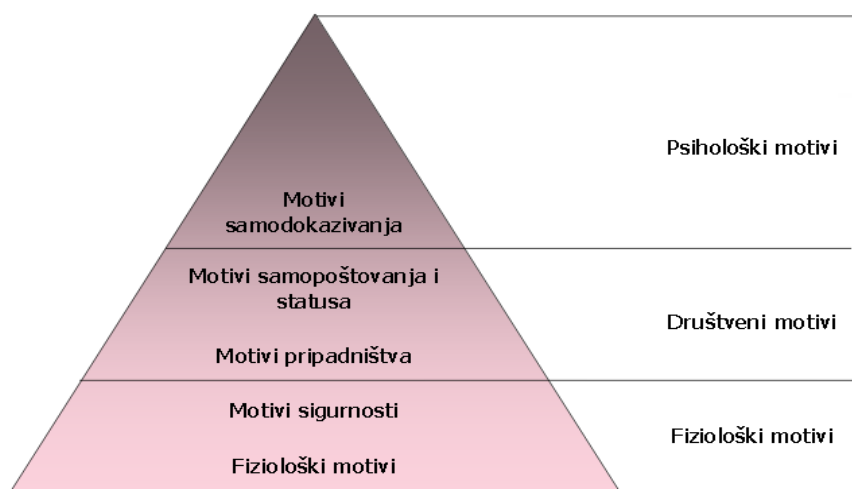 Psihološki motivi
Motivi
samodokazivanja
Motivi samopoštovanja i
statusa
Društveni motivi
Motivi pripadništva
Motivi sigurnosti
Fiziološki motivi
Fiziološki motivi